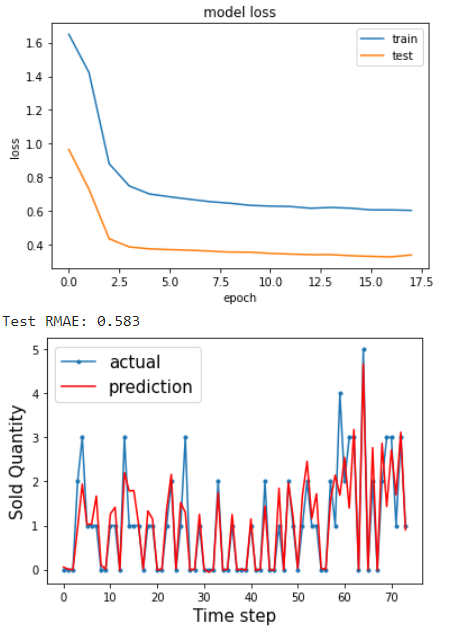 model loss
train
test
1.6
1.4
1.2
1.0
0.8
0.6
0.4
loss
0.0 2.5 5.0 7.5 10.0 12.5 15.0 17.5
epoch
Test RMAE: 0.583
actual
prediction
5
4
3
2
1
0
Sold Quantity
0 10 20 30 40 50 60 70
Time step